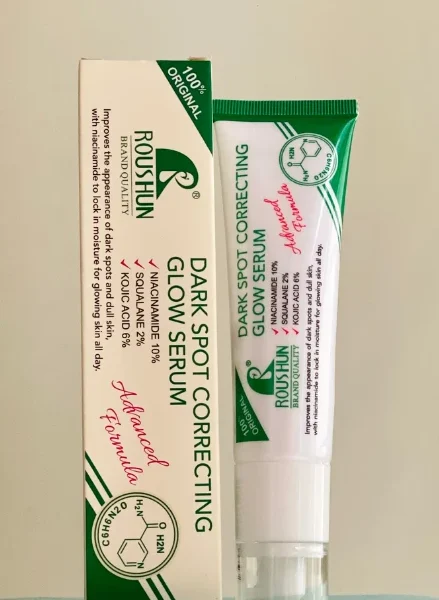 100%
ORIGINAL
ROUSHUN
®
BRAND QUALITY
Improves the appearance of dark spots and dull skin,
with niacinamide to lock in moisture for glowing skin all day.
DARK SPOT CORRECTING
GLOW SERUM
✓ NIACINAMIDE 10%
✓ SQUALANE 2%
✓ KOJIC ACID 6%
Advanced
Formula
C6H6N2O
H2N
O
H2N
N
DARK SPOT CORRECTING
GLOW SERUM
✓ NIACINAMIDE 10%
✓ SQUALANE 2%
✓ KOJIC ACID 6%
Advanced
Formula
C6H6N2O
H2N
O
H2N
N
ROUSHUN
®
BRAND QUALITY
Improves the appearance of dark spots and dull skin,
with niacinamide to lock in moisture for glowing skin all day.
100%
ORIGINAL